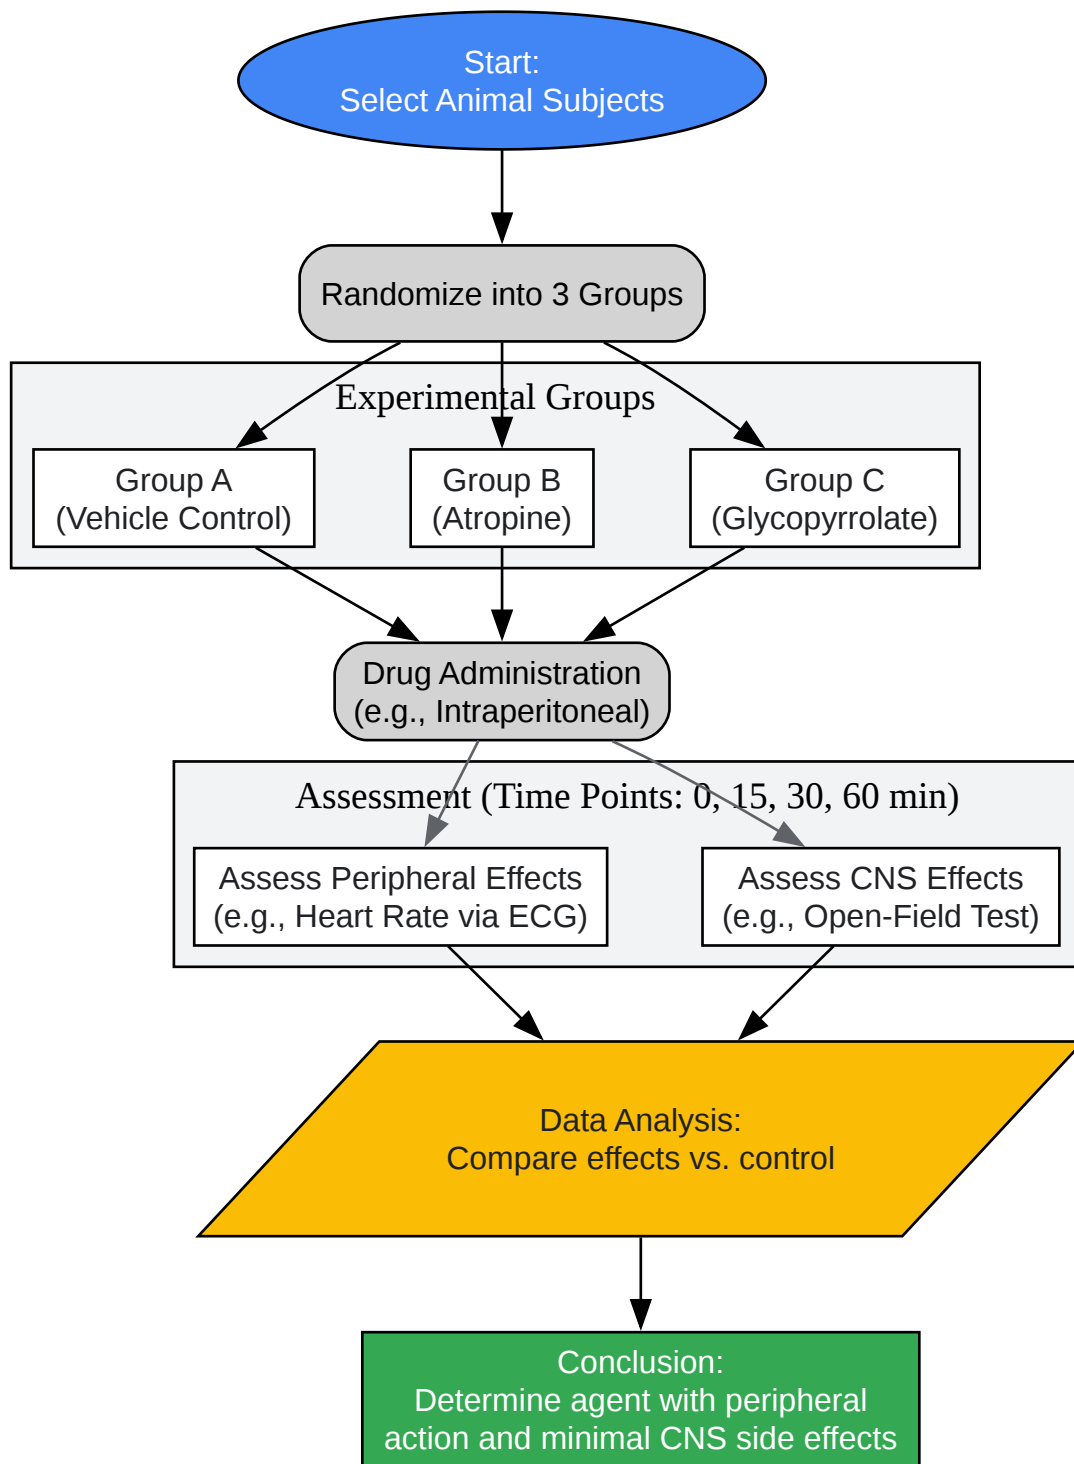 Start:
Select Animal Subjects
Randomize into 3 Groups
Experimental Groups
Group A
(Vehicle Control)
Group B
(Atropine)
Group C
(Glycopyrrolate)
Drug Administration
(e.g., Intraperitoneal)
Assessment (Time Points: 0, 15, 30, 60 min)
Assess Peripheral Effects
(e.g., Heart Rate via ECG)
Assess CNS Effects
(e.g., Open-Field Test)
Data Analysis:
Compare effects vs. control
Conclusion:
Determine agent with peripheral
action and minimal CNS side effects